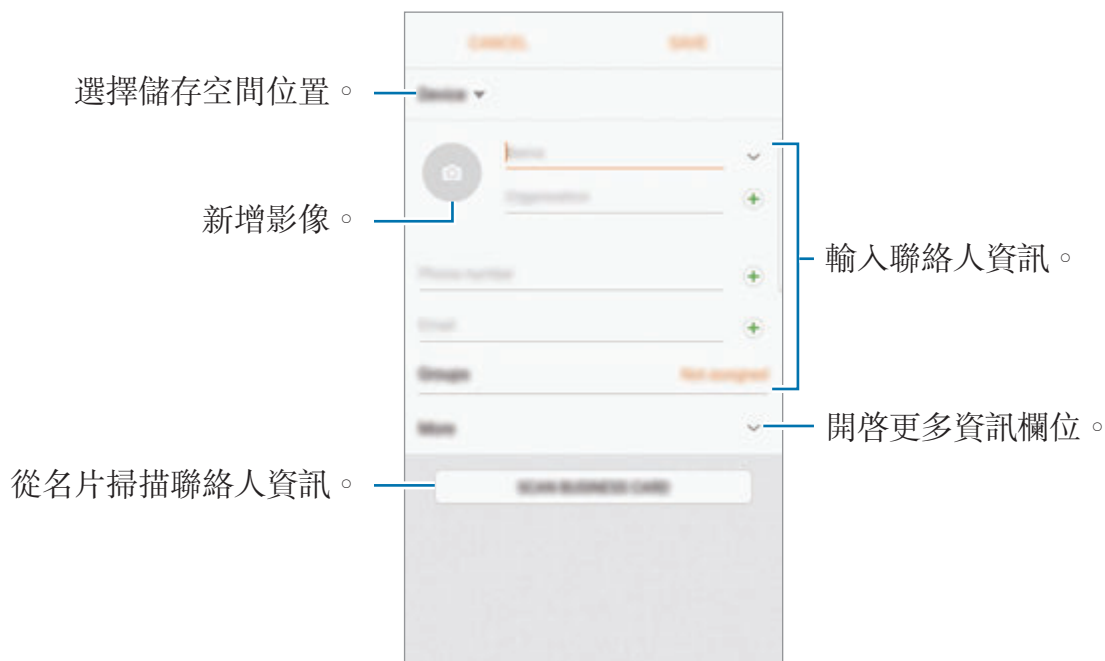 CANCEL SAVE
選擇儲存空間位置。
Device
Name
Organization
新增影像。
輸入聯絡人資訊。
Phone number
Email
Groups Not assigned
More
開啓更多資訊欄位。
從名片掃描聯絡人資訊。
SCAN BUSINESS CARD